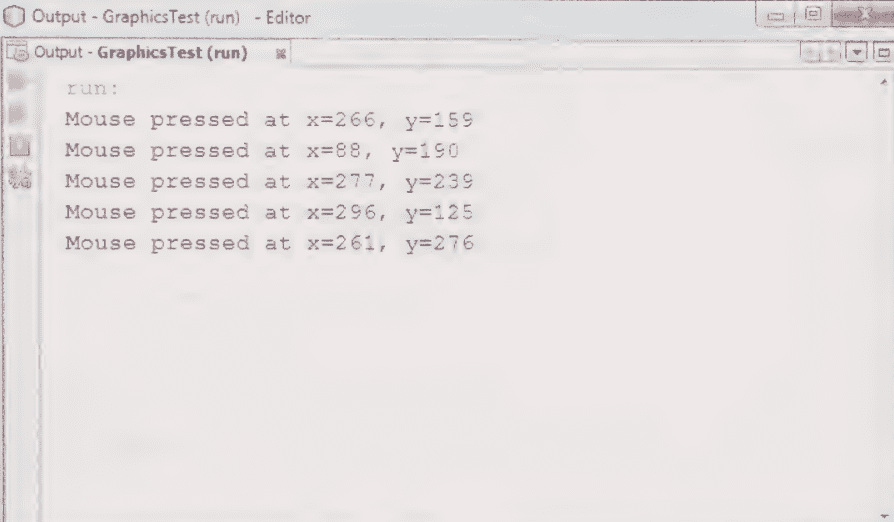 Output - GraphicsTest (run) - Editor
Output - GraphicsTest (run)
run:
Mouse pressed at x=266, y=159
Mouse pressed at x=88, y=190
Mouse pressed at x=277, y=239
Mouse pressed at x=296, y=125
Mouse pressed at x=261, y=276